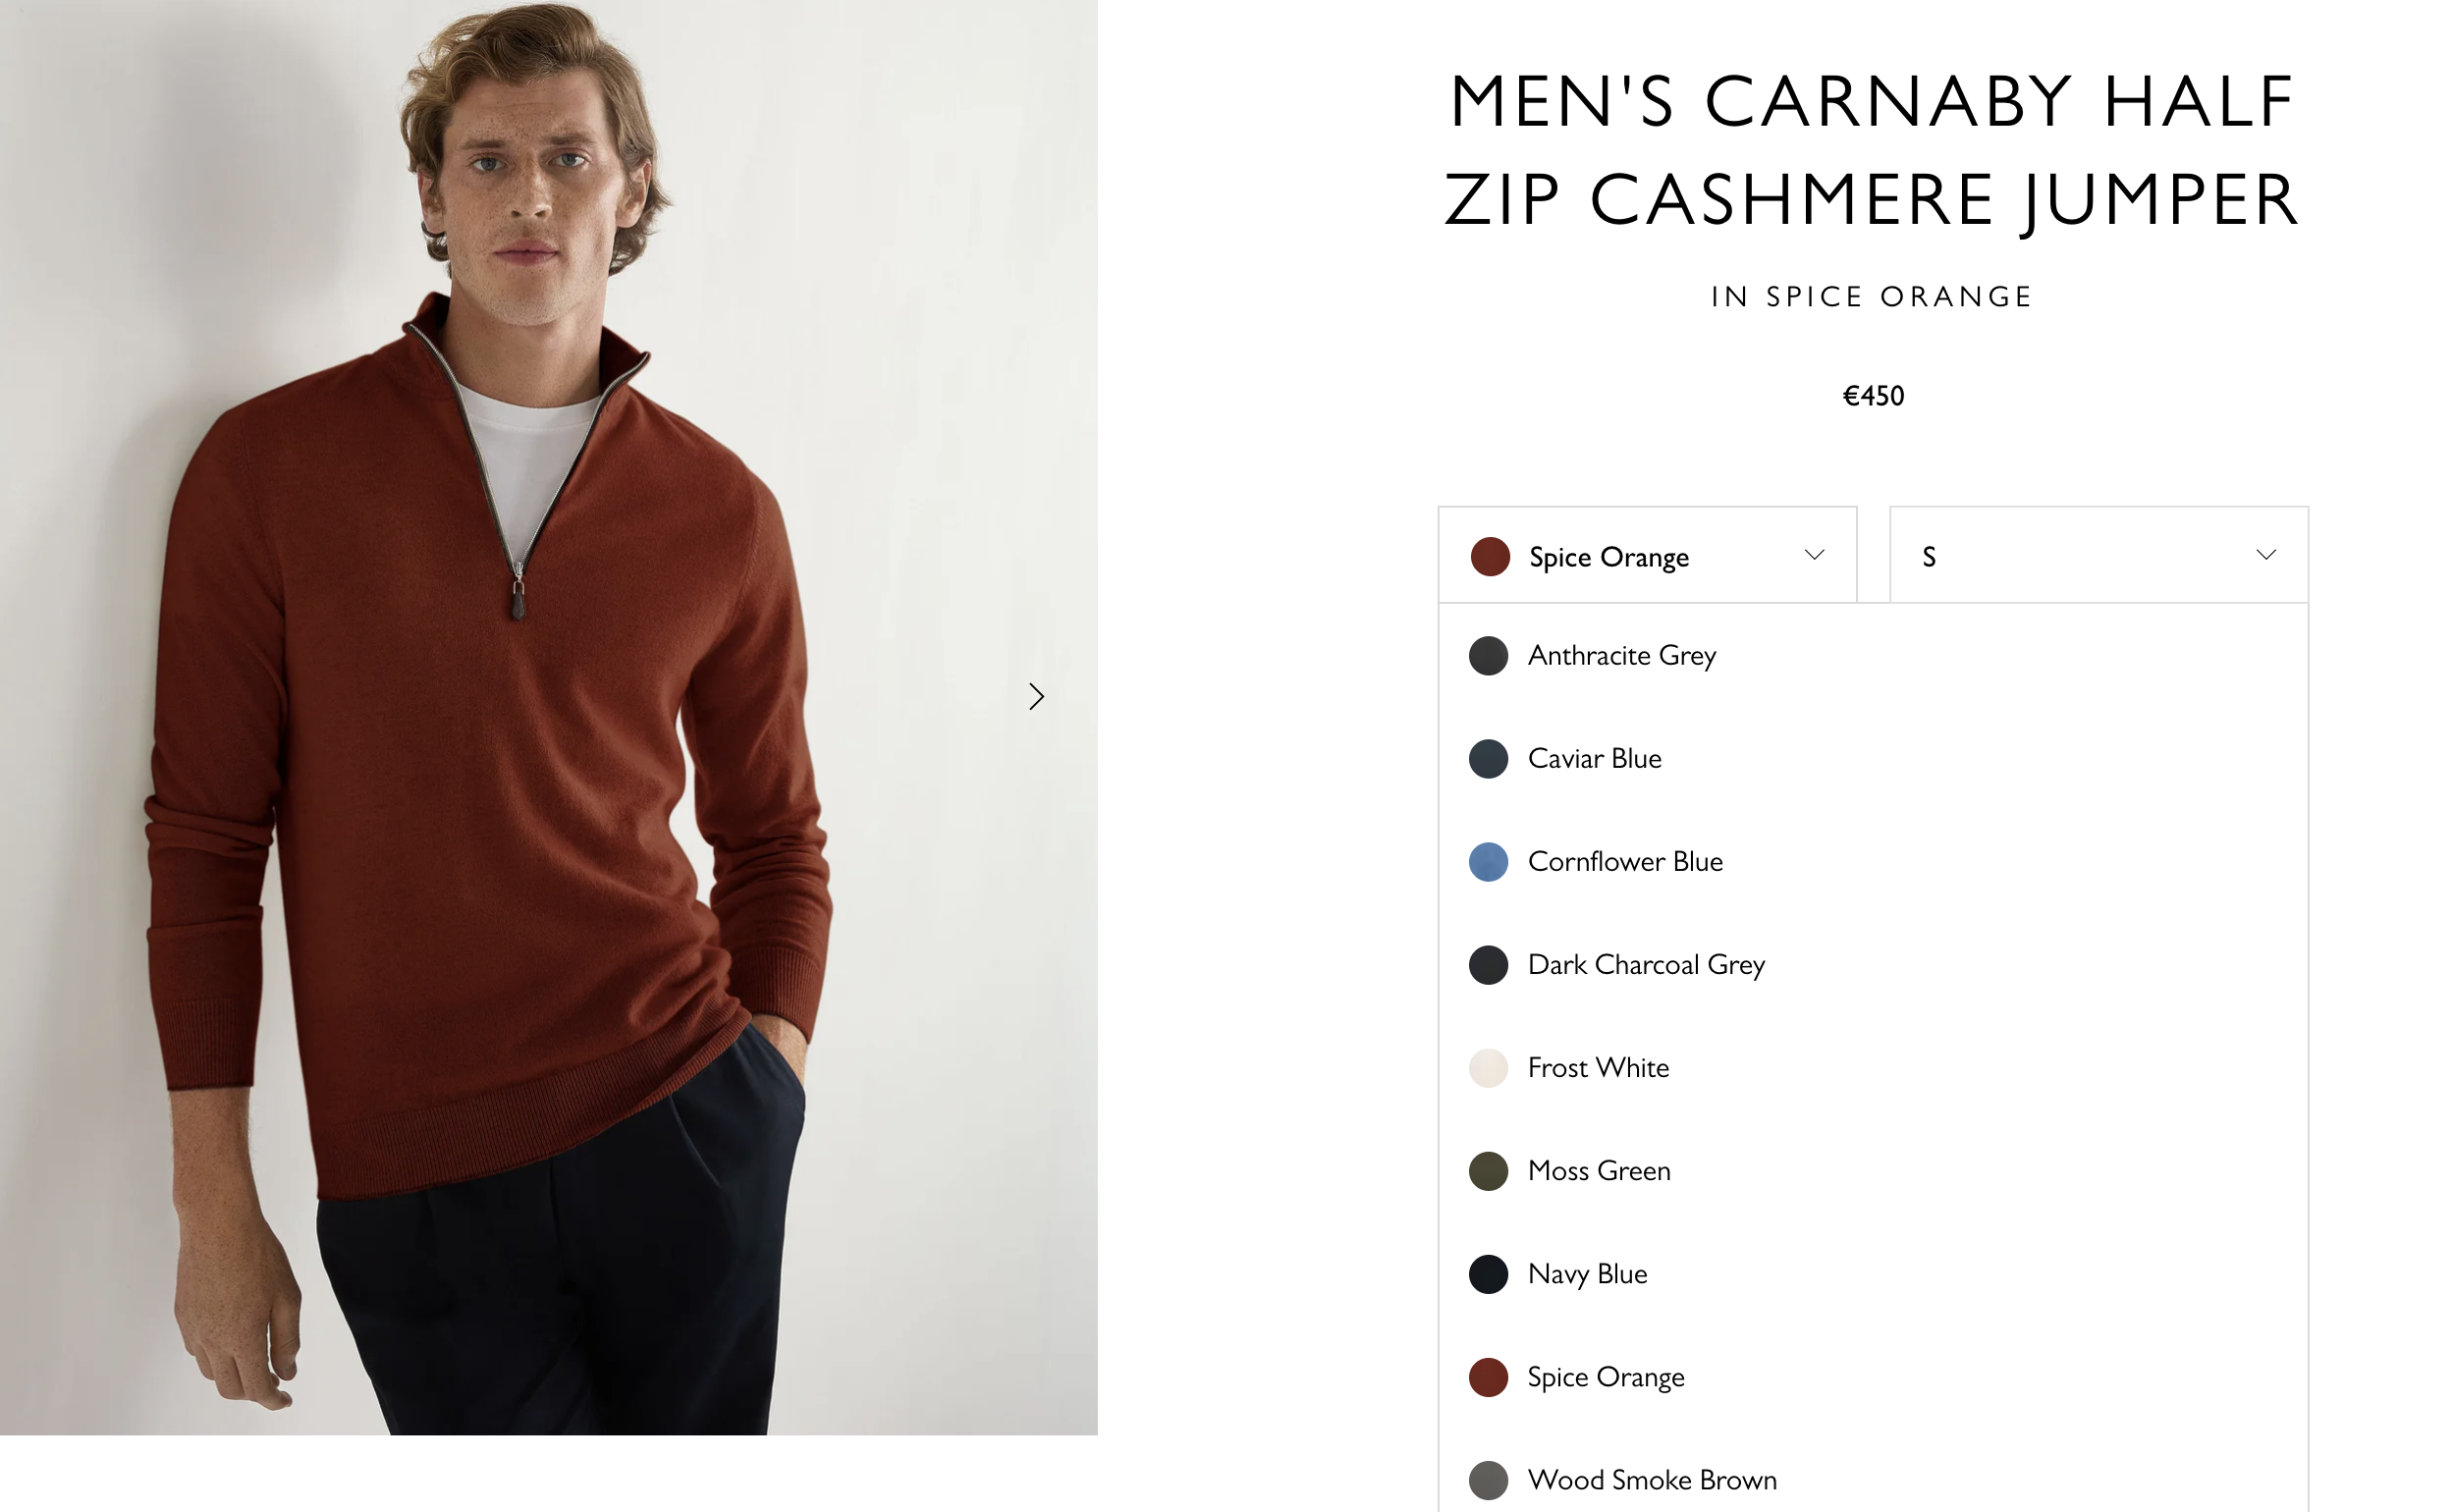 MEN'S CARNABY HALF
ZIP CASHMERE JUMPER
IN SPICE ORANGE
€450
Spice Orange
S
Anthracite Grey
Caviar Blue
Cornflower Blue
Dark Charcoal Grey
Frost White
Moss Green
Navy Blue
Spice Orange
Wood Smoke Brown